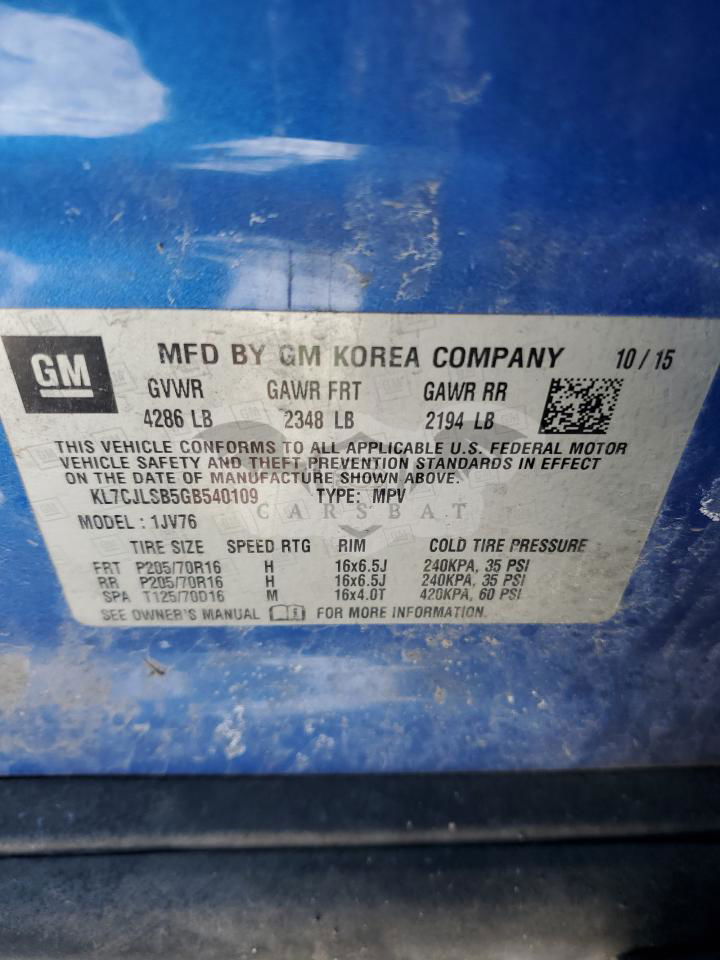 GM
MFD BY GM KOREA COMPANY 10 / 15
GVWR GAWR FRT GAWR RR
4286 LB 2348 LB 2194 LB
THIS VEHICLE CONFORMS TO ALL APPLICABLE U.S. FEDERAL MOTOR
VEHICLE SAFETY AND THEFT PREVENTION STANDARDS IN EFFECT
ON THE DATE OF MANUFACTURE SHOWN ABOVE.
KL7CJLSB5GB540109 TYPE: MPV
CARSBAT
MODEL : 1JV76
TIRE SIZE SPEED RTG RIM COLD TIRE PRESSURE
FRT P205/70R16 H 16x6.5J 240KPA, 35 PSI
RR P205/70R16 H 16x6.5J 240KPA, 35 PSI
SPA T125/70D16 M 16x4.0T 420KPA, 60 PSI
SEE OWNER'S MANUAL FOR MORE INFORMATION